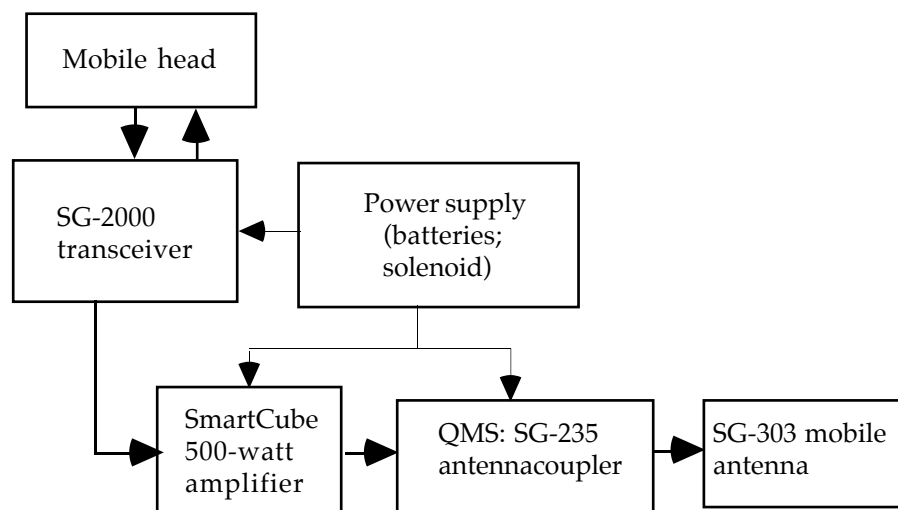 Mobile head
SG-2000
transceiver
Power supply
(batteries;
solenoid)
SmartCube
500-watt
amplifier
QMS: SG-235
antennacoupler
SG-303 mobile
antenna